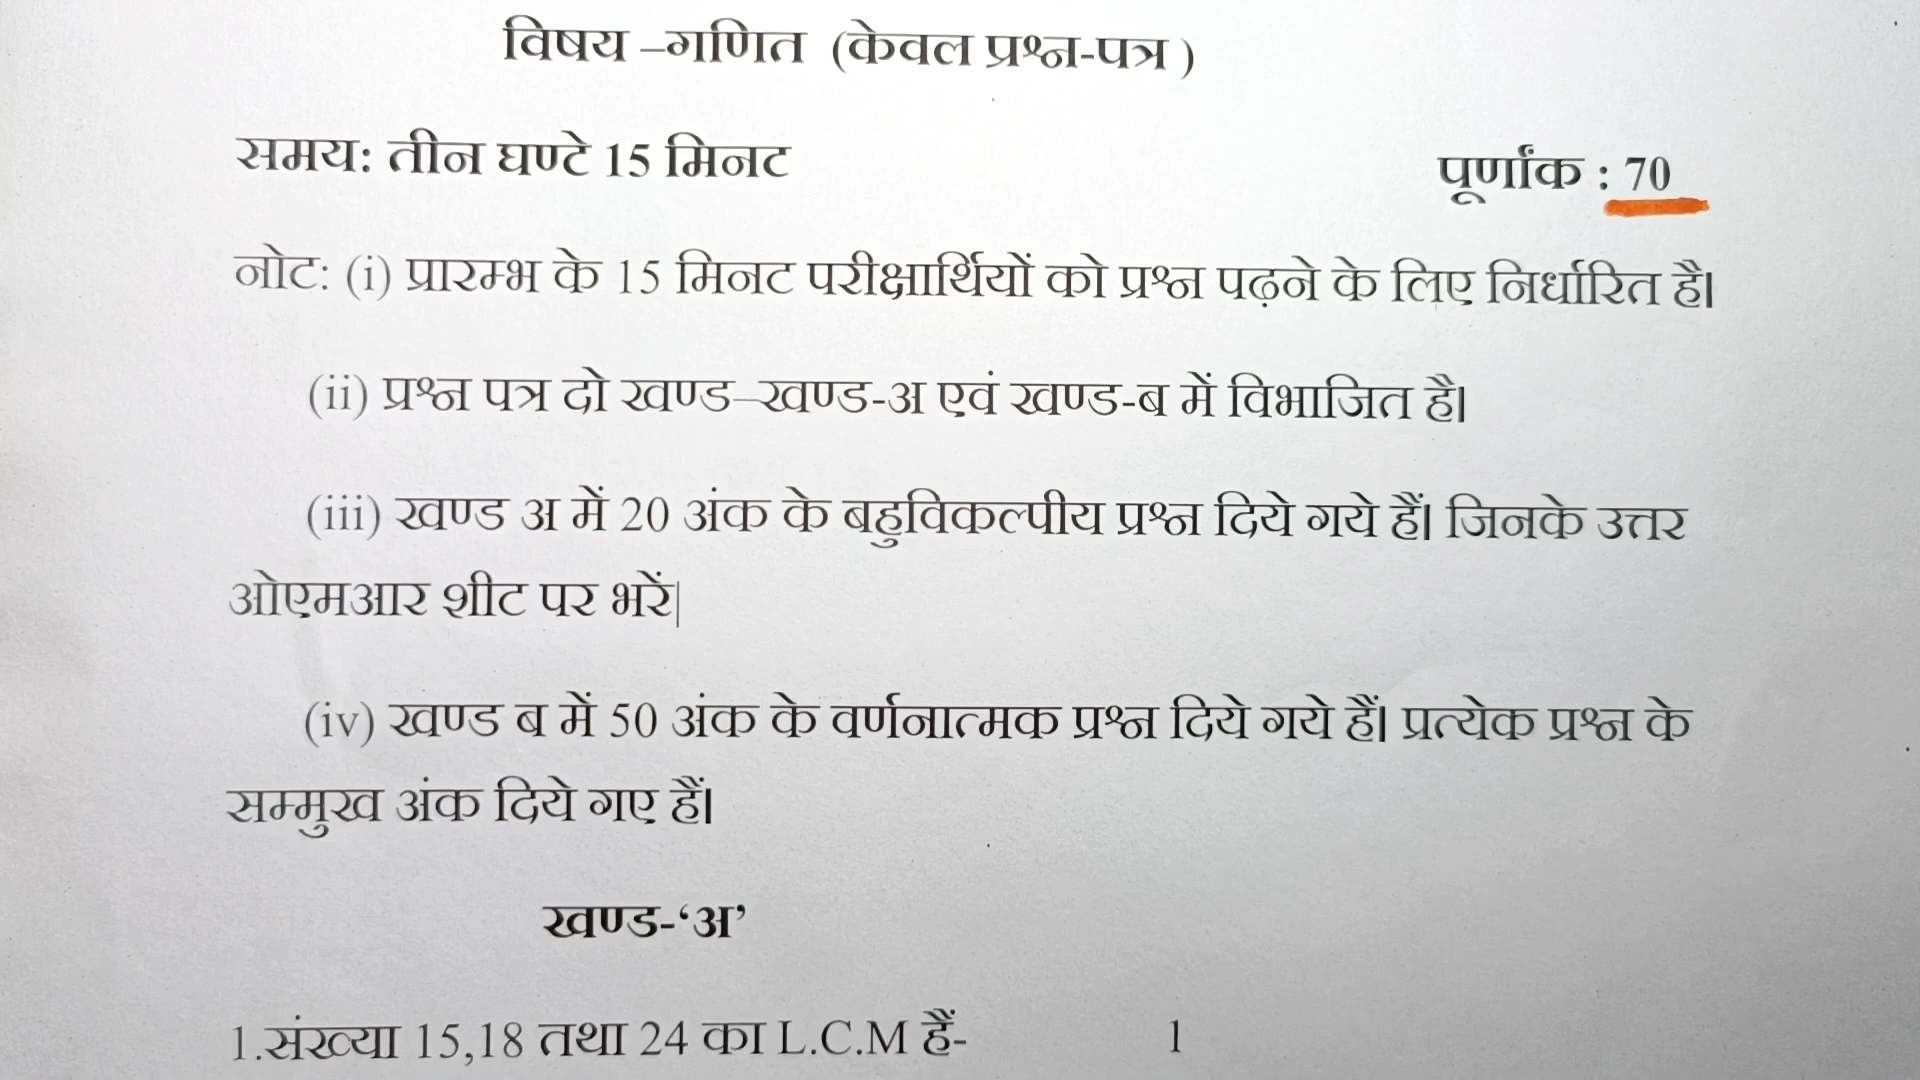 विषय –गणित (केवल प्रश्न-पत्र )
समय: तीन घण्टे 15 मिनट पूर्णांक : 70
नोट: (i) प्रारम्भ के 15 मिनट परीक्षार्थियों को प्रश्न पढ़ने के लिए निर्धारित है।
(ii) प्रश्न पत्र दो खण्ड–खण्ड-अ एवं खण्ड-ब में विभाजित है।
(iii) खण्ड अ में 20 अंक के बहुविकल्पीय प्रश्न दिये गये हैं। जिनके उत्तर
ओएमआर शीट पर भरें|
(iv) खण्ड ब में 50 अंक के वर्णनात्मक प्रश्न दिये गये हैं। प्रत्येक प्रश्न के
सम्मुख अंक दिये गए हैं।
खण्ड-‘अ’
1.संख्या 15,18 तथा 24 का L.C.M हैं- 1